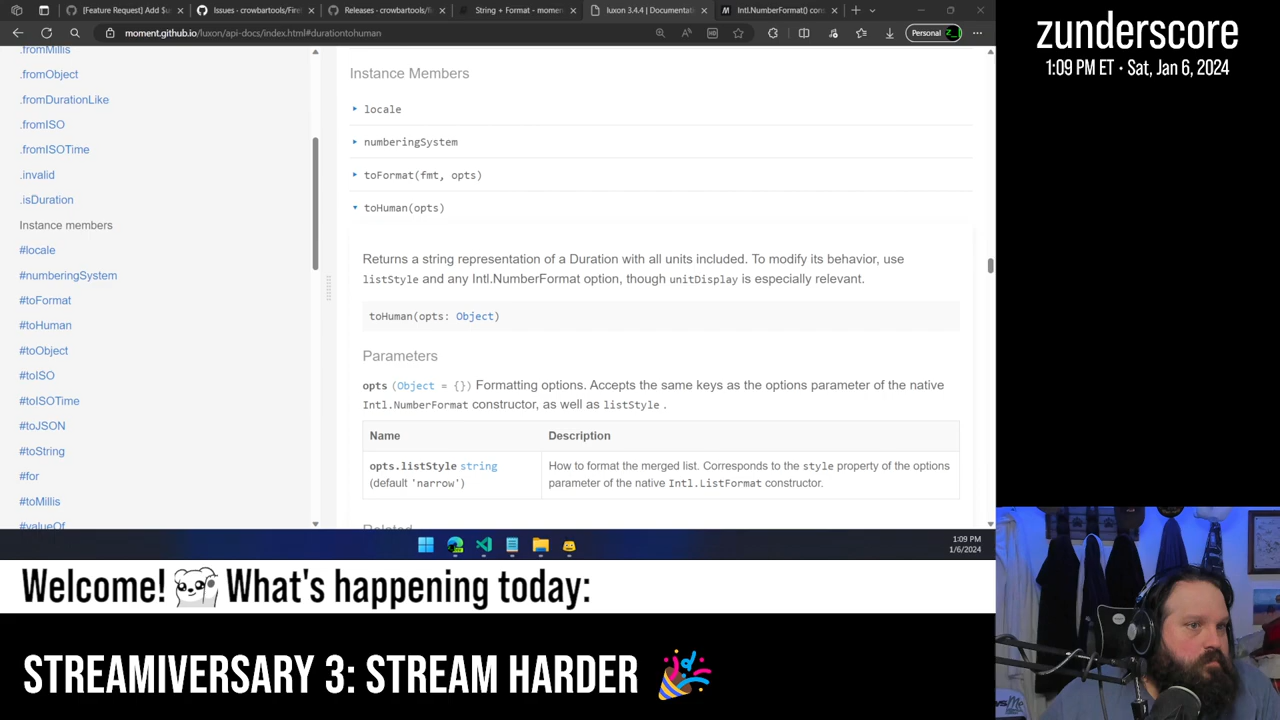 [Feature Request] Add $u
Issues · crowbartools/Fire
Releases · crowbartools/F
String + Format - momen
luxon 3.4.4 | Documentati
Intl.NumberFormat() con
moment.github.io/luxon/api-docs/index.html#durationtohuman
Personal
.fromMillis
.fromObject
.fromDurationLike
.fromISO
.fromISOTime
.invalid
.isDuration
Instance members
#locale
#numberingSystem
#toFormat
#toHuman
#toObject
#toISO
#toISOTime
#toJSON
#toString
#for
#toMillis
#valueOf
Instance Members
locale
numberingSystem
toFormat(fmt, opts)
toHuman(opts)
Returns a string representation of a Duration with all units included. To modify its behavior, use
listStyle and any Intl.NumberFormat option, though unitDisplay is especially relevant.
toHuman(opts: Object)
Parameters
opts (Object = {}) Formatting options. Accepts the same keys as the options parameter of the native
Intl.NumberFormat constructor, as well as listStyle .
Name Description
opts.listStyle string
(default 'narrow')
How to format the merged list. Corresponds to the style property of the options
parameter of the native Intl.ListFormat constructor.
Related
1:09 PM
1/6/2024
zunderscore
1:09 PM ET • Sat, Jan 6, 2024
Welcome! What's happening today:
STREAMIVERSARY 3: STREAM HARDER